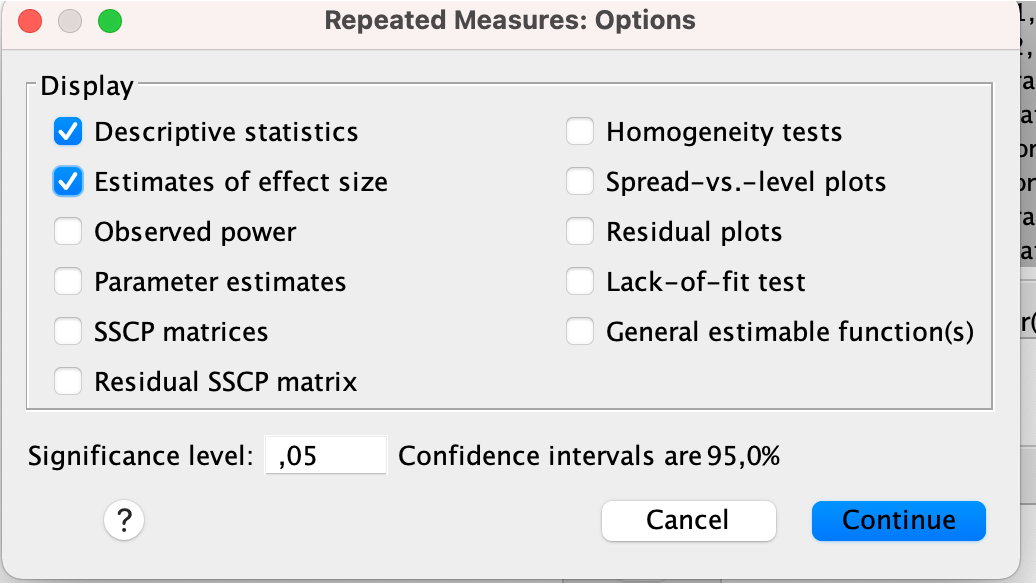 Repeated Measures: Options
Display
Descriptive statistics
Estimates of effect size
Observed power
Parameter estimates
SSCP matrices
Residual SSCP matrix
Homogeneity tests
Spread-vs.-level plots
Residual plots
Lack-of-fit test
General estimable function(s)
Significance level: ,05 Confidence intervals are 95,0%
? Cancel Continue